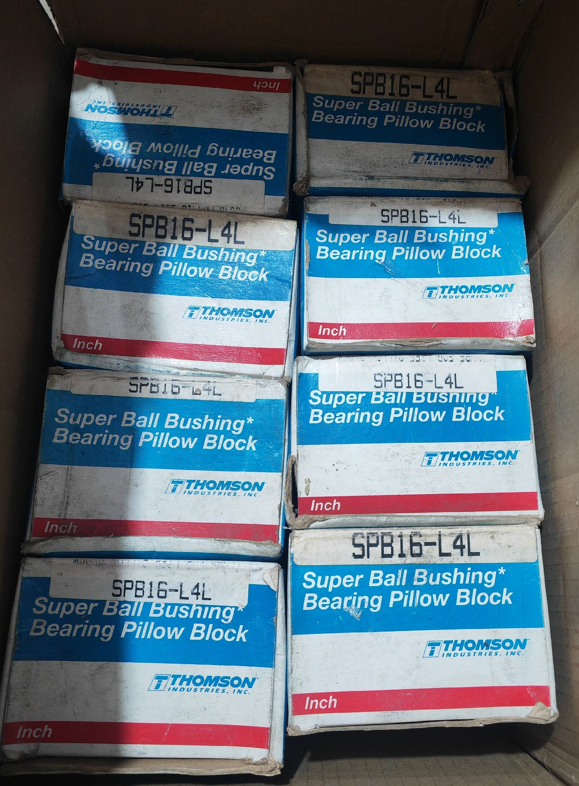 Inch
THOMSON
INDUSTRIES, INC.
Super Ball Bushing*
Bearing Pillow Block
SPB16-L4L
SPB16-L4L
Super Ball Bushing*
Bearing Pillow Block
THOMSON
INDUSTRIES, INC.
SPB16-L4L
Super Ball Bushing*
Bearing Pillow Block
THOMSON
INDUSTRIES, INC.
Inch
SPB16-L4L
Super Ball Bushing*
Bearing Pillow Block
THOMSON
INDUSTRIES, INC.
Inch
SPB16-L4L
Super Ball Bushing*
Bearing Pillow Block
THOMSON
INDUSTRIES, INC.
Inch
SPB16-L4L
Super Ball Bushing*
Bearing Pillow Block
THOMSON
INDUSTRIES, INC.
Inch
SPB16-L4L
Super Ball Bushing*
Bearing Pillow Block
THOMSON
INDUSTRIES, INC.
Inch
SPB16-L4L
Super Ball Bushing*
Bearing Pillow Block
THOMSON
INDUSTRIES, INC.
Inch